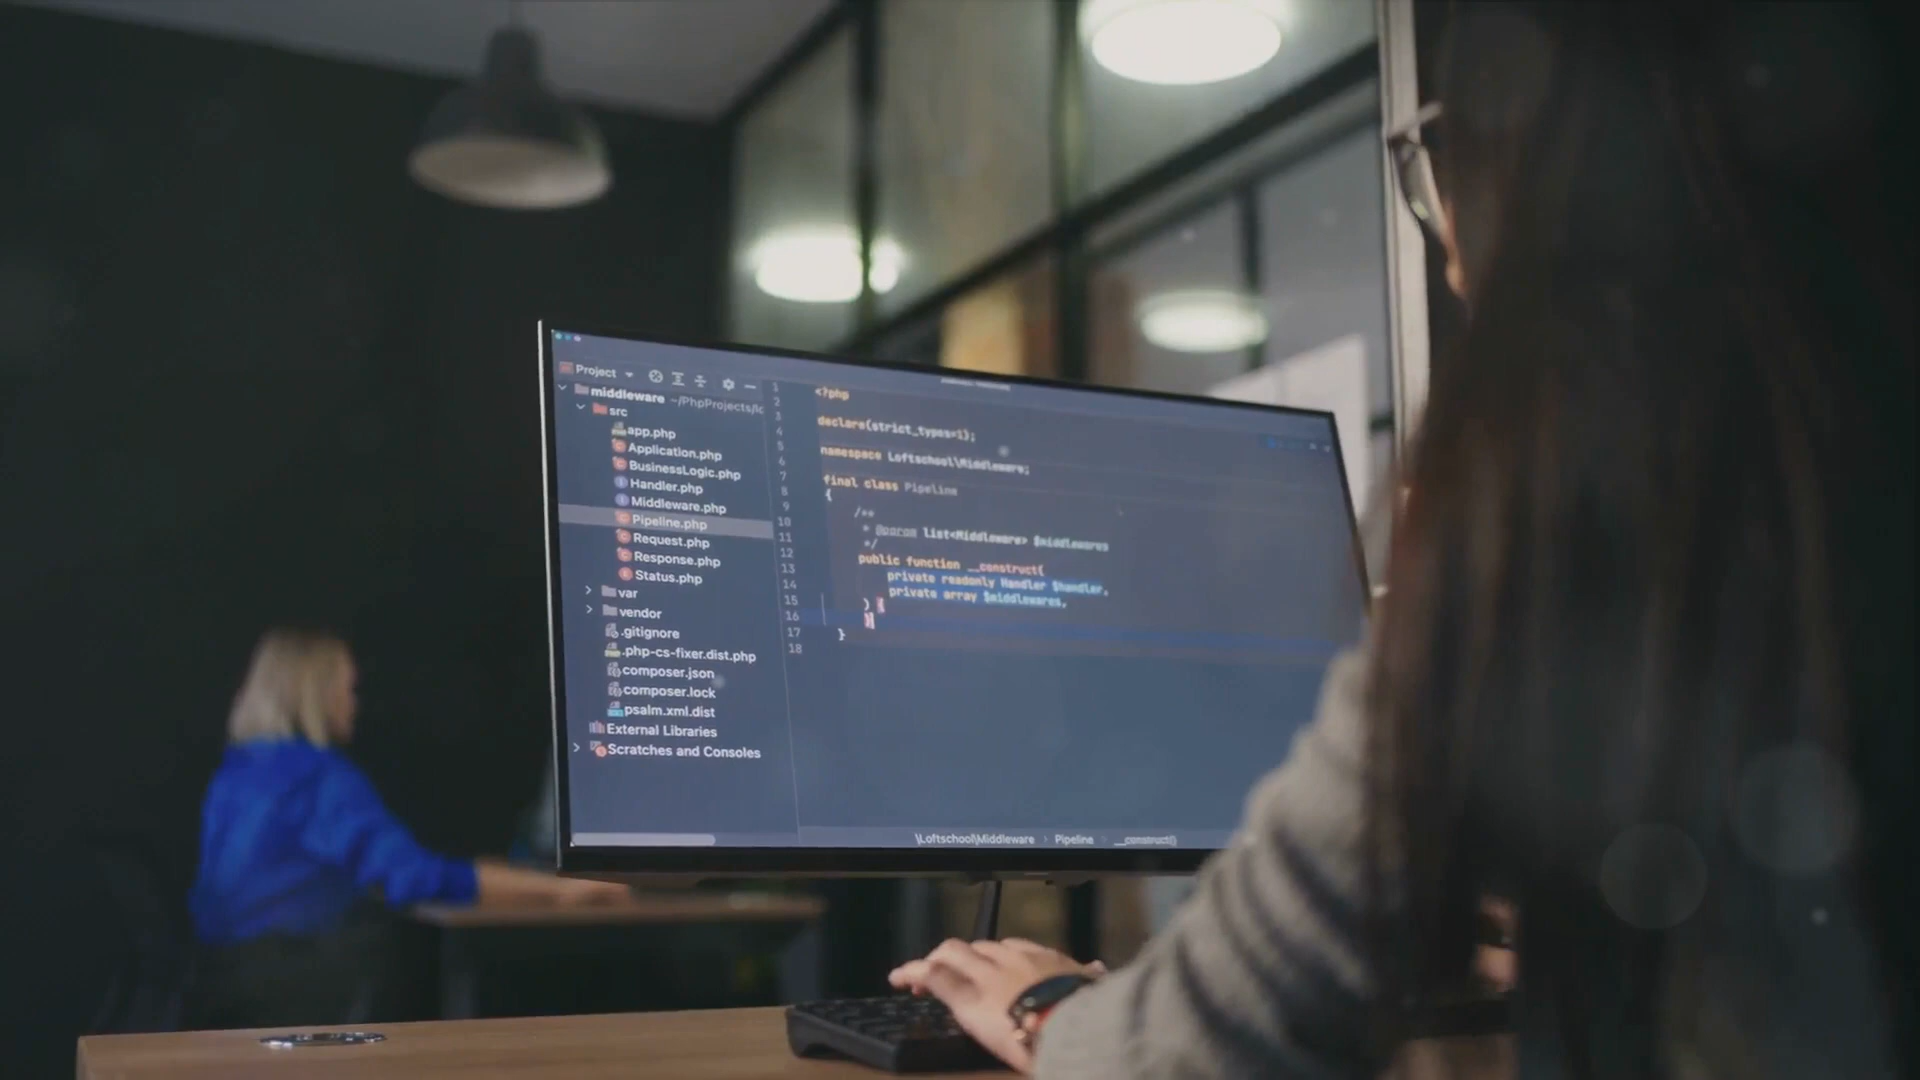 Project
middleware ~/PhpProjects/lo
src
app.php
Application.php
BusinessLogic.php
Handler.php
Middleware.php
Pipeline.php
Request.php
Response.php
Status.php
var
vendor
.gitignore
.php-cs-fixer.dist.php
composer.json
composer.lock
psalm.xml.dist
External Libraries
Scratches and Consoles
1 <?php
2
3 declare(strict_types=1);
4
5 namespace Loftschool\Middleware;
6
7 final class Pipeline
8 {
9 /**
10 * @param list<Middleware> $middlewares
11 */
12 public function __construct(
13 private readonly Handler $handler,
14 private array $middlewares,
15 ) {
16 }
17 }
18
\Loftschool\Middleware > Pipeline > __construct()